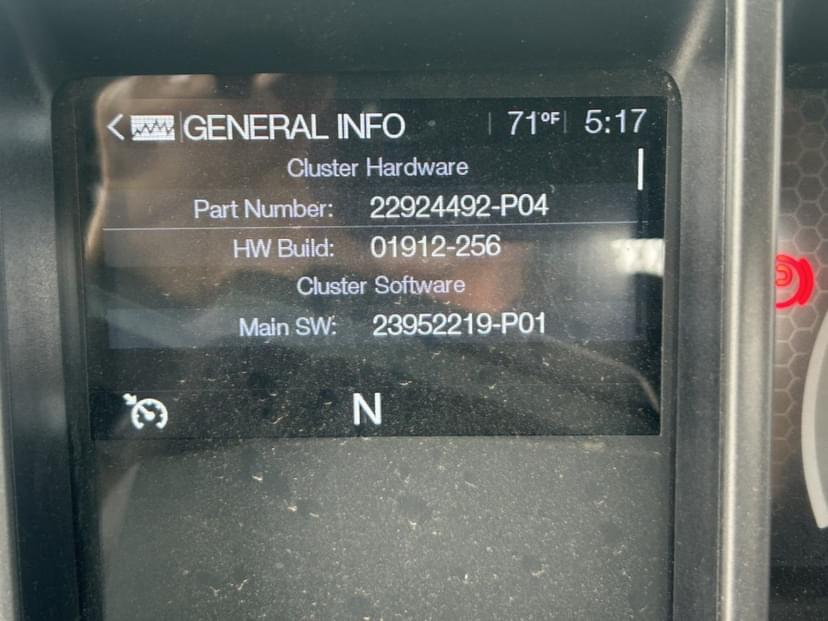 GENERAL INFO 71°F 5:17
Cluster Hardware
Part Number: 22924492-P04
HW Build: 01912-256
Cluster Software
Main SW: 23952219-P01
N